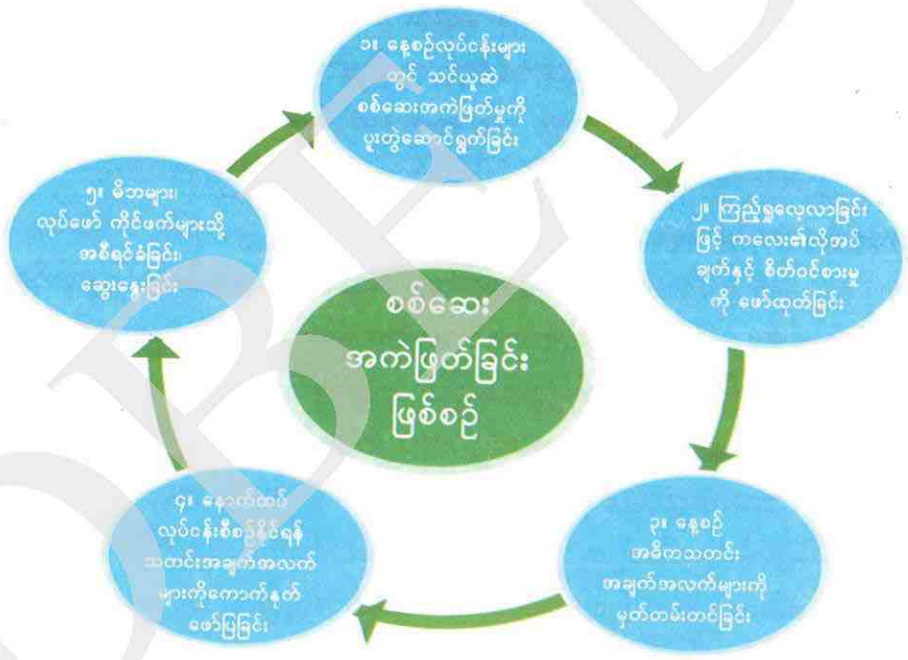 ၁။ နေ့စဉ်လုပ်ငန်းများ
တွင် သင်ယူဆဲ
စစ်ဆေးအကဲဖြတ်မှုကို
ပူးတွဲဆောင်ရွက်ခြင်း
၂။ ကြည့်ရှုလေ့လာခြင်း
ဖြင့် ကလေး၏လိုအပ်
ချက်နှင့် စိတ်ဝင်စားမှု
ကို ဖော်ထုတ်ခြင်း
၃။ နေ့စဉ်
အဓိကသတင်း
အချက်အလက်များကို
မှတ်တမ်းတင်ခြင်း
၄။ နောက်ထပ်
လုပ်ငန်းစီစဉ်နိုင်ရန်
သတင်းအချက်အလက်
များကိုကောက်နုတ်
ဖော်ပြခြင်း
၅။ မိဘများ၊
လုပ်ဖော် ကိုင်ဖက်များသို့
အစီရင်ခံခြင်း၊
ဆွေးနွေးခြင်း
စစ်ဆေး
အကဲဖြတ်ခြင်း
ဖြစ်စဉ်